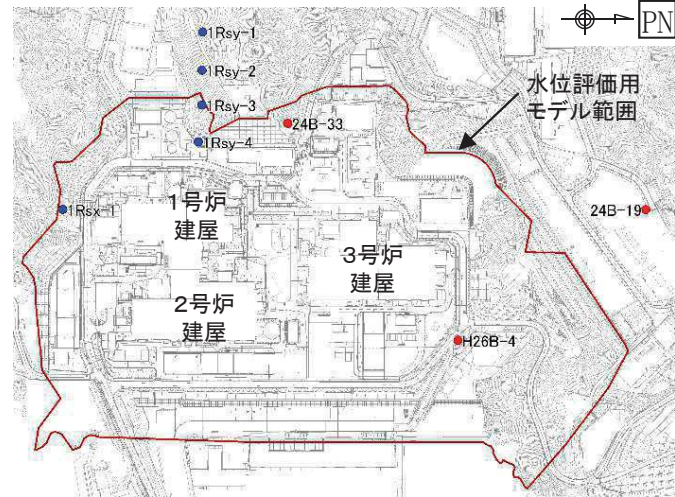 PN
1Rsy-1
1Rsy-2
水位評価用
モデル範囲
1Rsy-3
24B-33
1Rsy-4
1Rsx-1
24B-19
1号炉
建屋
3号炉
建屋
2号炉
建屋
H26B-4